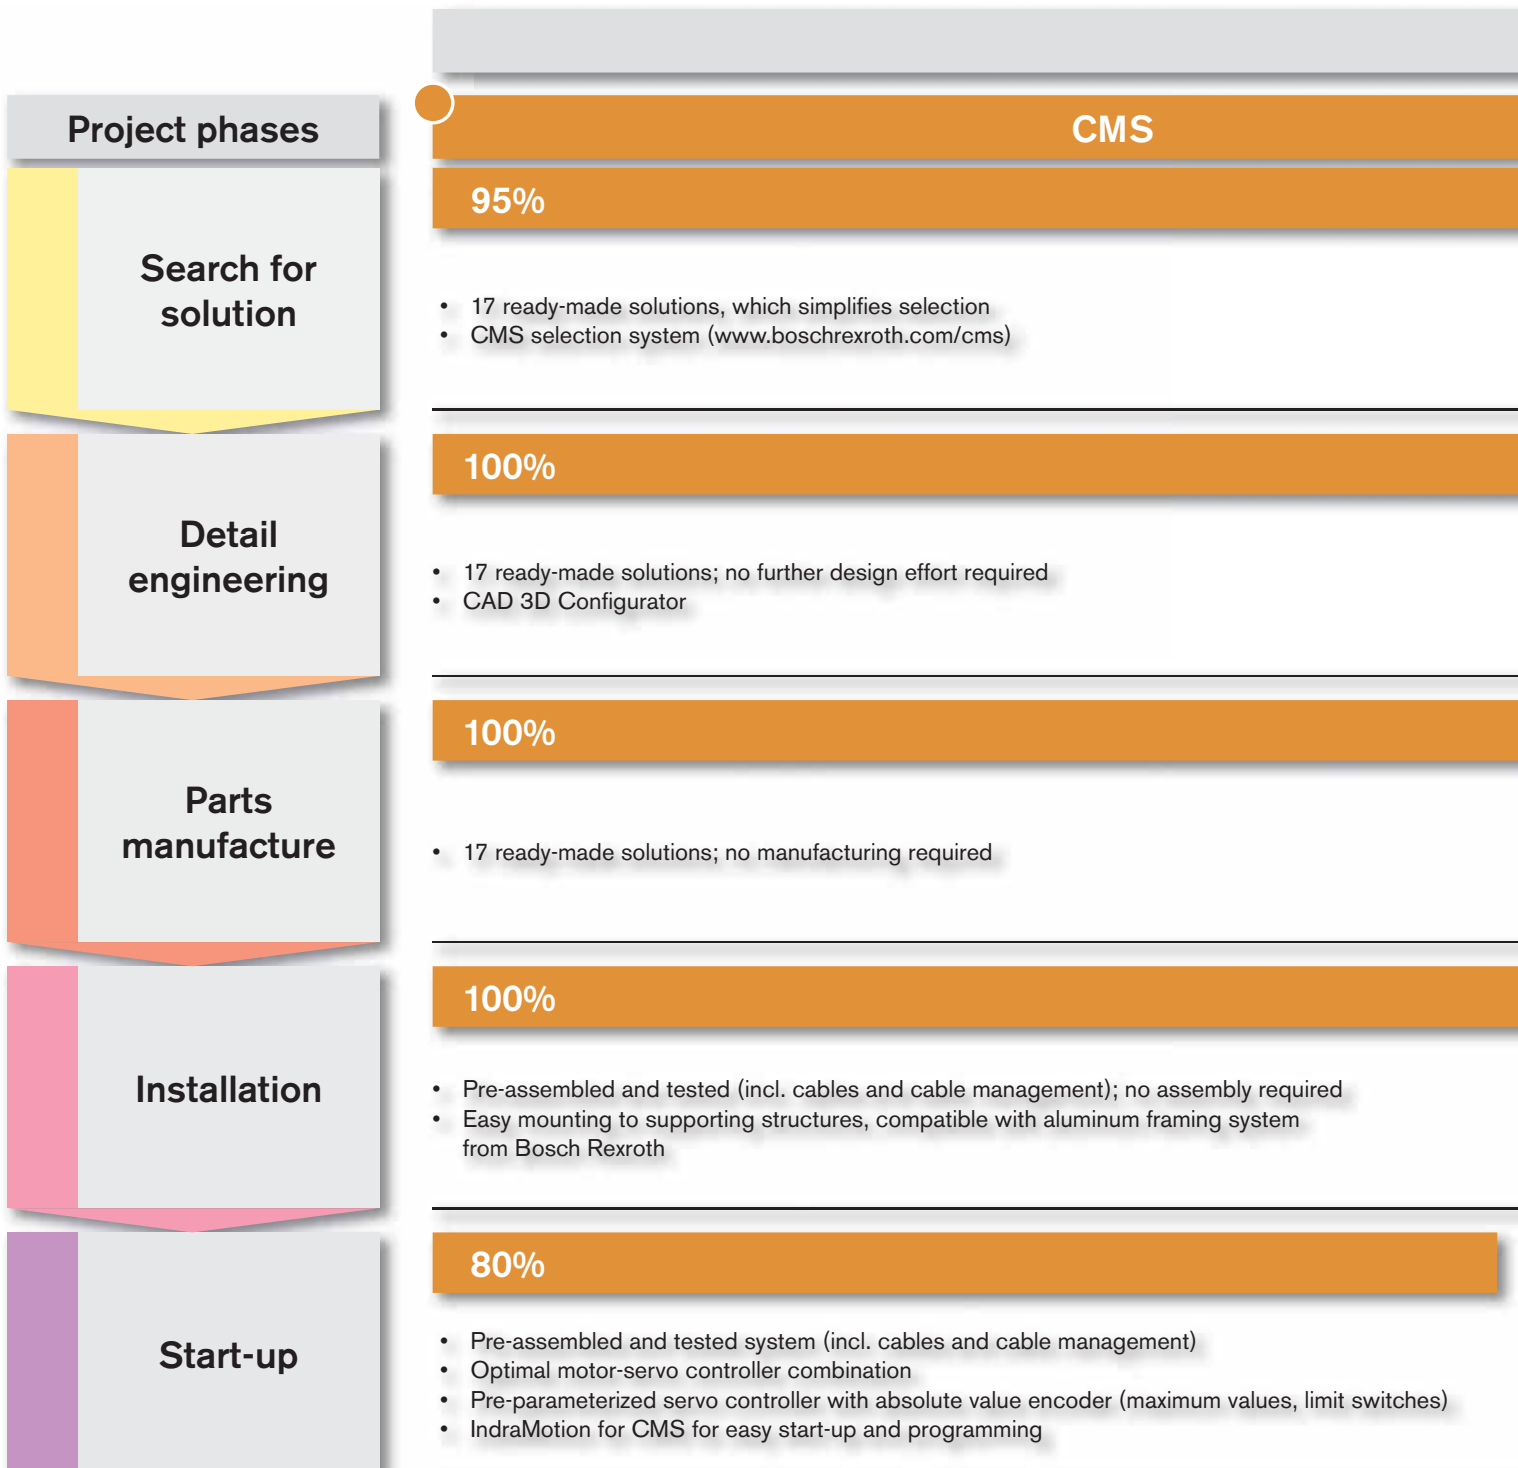 Project phases
CMS
Search for
solution
95%
• 17 ready-made solutions, which simplifies selection
• CMS selection system (www.boschrexroth.com/cms)
Detail
engineering
100%
• 17 ready-made solutions; no further design effort required
• CAD 3D Configurator
Parts
manufacture
100%
• 17 ready-made solutions; no manufacturing required
Installation
100%
• Pre-assembled and tested (incl. cables and cable management); no assembly required
• Easy mounting to supporting structures, compatible with aluminum framing system
from Bosch Rexroth
Start-up
80%
• Pre-assembled and tested system (incl. cables and cable management)
• Optimal motor-servo controller combination
• Pre-parameterized servo controller with absolute value encoder (maximum values, limit switches)
• IndraMotion for CMS for easy start-up and programming